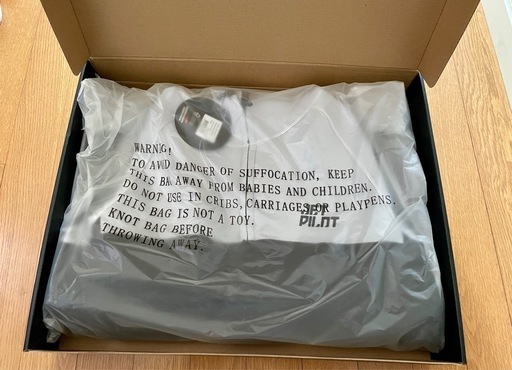 WARNING!
TO AVOID DANGER OF SUFFOCATION, KEEP
THIS BAG AWAY FROM BABIES AND CHILDREN.
DO NOT USE IN CRIBS, CARRIAGES, OR PLAYPENS.
THIS BAG IS NOT A TOY.
KNOT BAG BEFORE
THROWING AWAY.
JET
PILOT